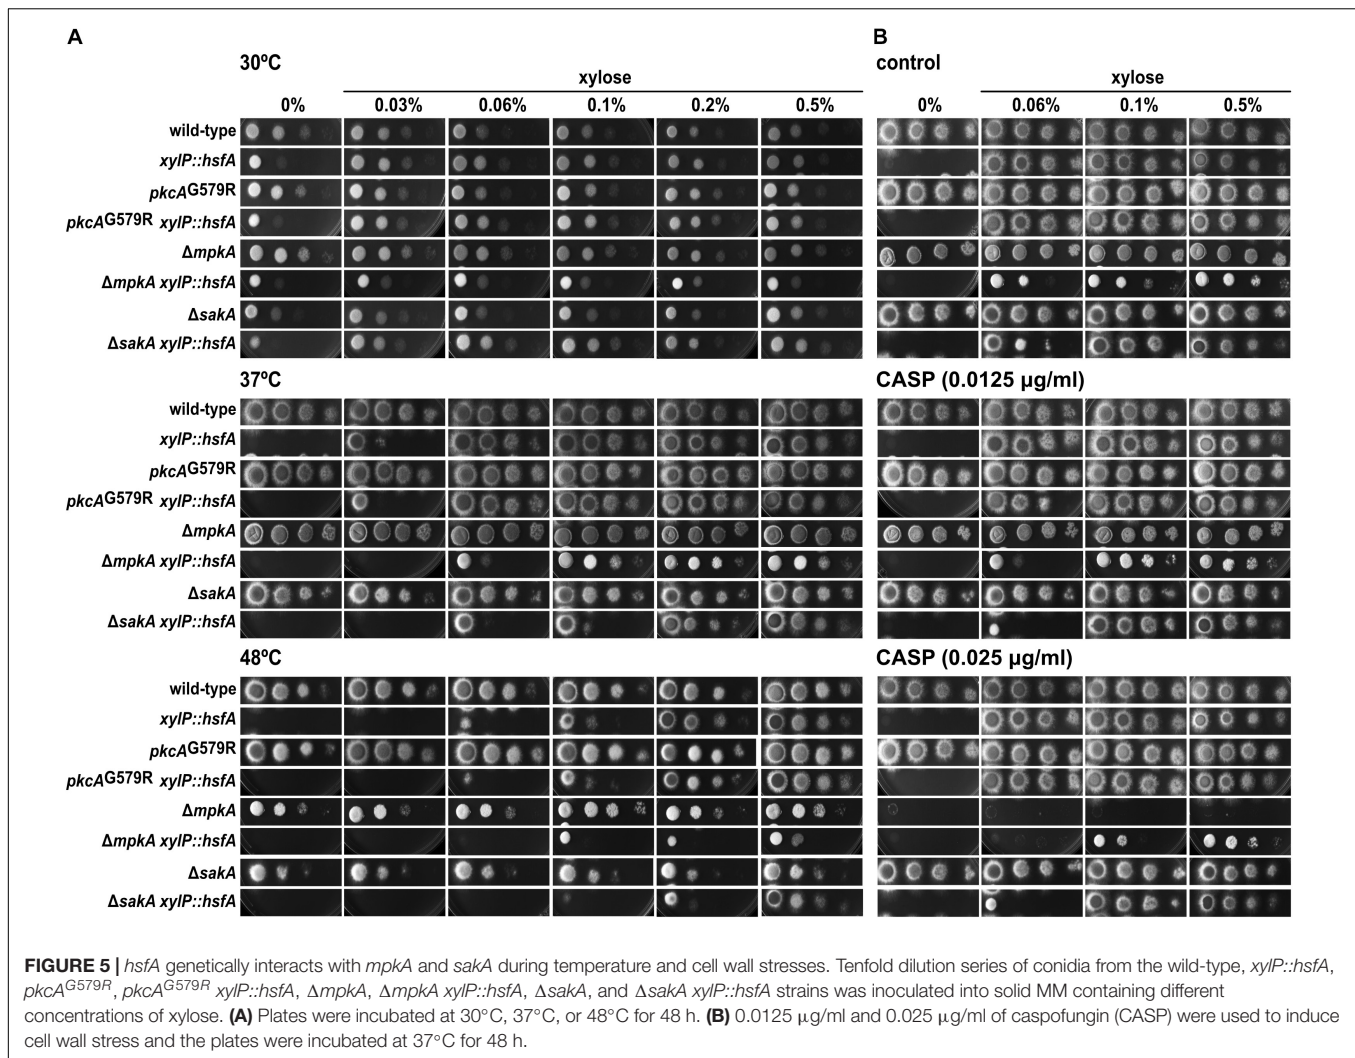 A
B
30ºC
control
xylose
xylose
0% 0.03% 0.06% 0.1% 0.2% 0.5%
0% 0.06% 0.1% 0.5%
wild-type
xylP::hsfA
pkcAG579R
pkcAG579R xylP::hsfA
ΔmpkA
ΔmpkA xylP::hsfA
ΔsakA
ΔsakA xylP::hsfA
37ºC
CASP (0.0125 µg/ml)
wild-type
xylP::hsfA
pkcAG579R
pkcAG579R xylP::hsfA
ΔmpkA
ΔmpkA xylP::hsfA
ΔsakA
ΔsakA xylP::hsfA
48ºC
CASP (0.025 µg/ml)
wild-type
xylP::hsfA
pkcAG579R
pkcAG579R xylP::hsfA
ΔmpkA
ΔmpkA xylP::hsfA
ΔsakA
ΔsakA xylP::hsfA
FIGURE 5 | hsfA genetically interacts with mpkA and sakA during temperature and cell wall stresses. Tenfold dilution series of conidia from the wild-type, xylP::hsfA,
pkcAG579R, pkcAG579R xylP::hsfA, ΔmpkA, ΔmpkA xylP::hsfA, ΔsakA, and ΔsakA xylP::hsfA strains was inoculated into solid MM containing different
concentrations of xylose. (A) Plates were incubated at 30°C, 37°C, or 48°C for 48 h. (B) 0.0125 µg/ml and 0.025 µg/ml of caspofungin (CASP) were used to induce
cell wall stress and the plates were incubated at 37°C for 48 h.